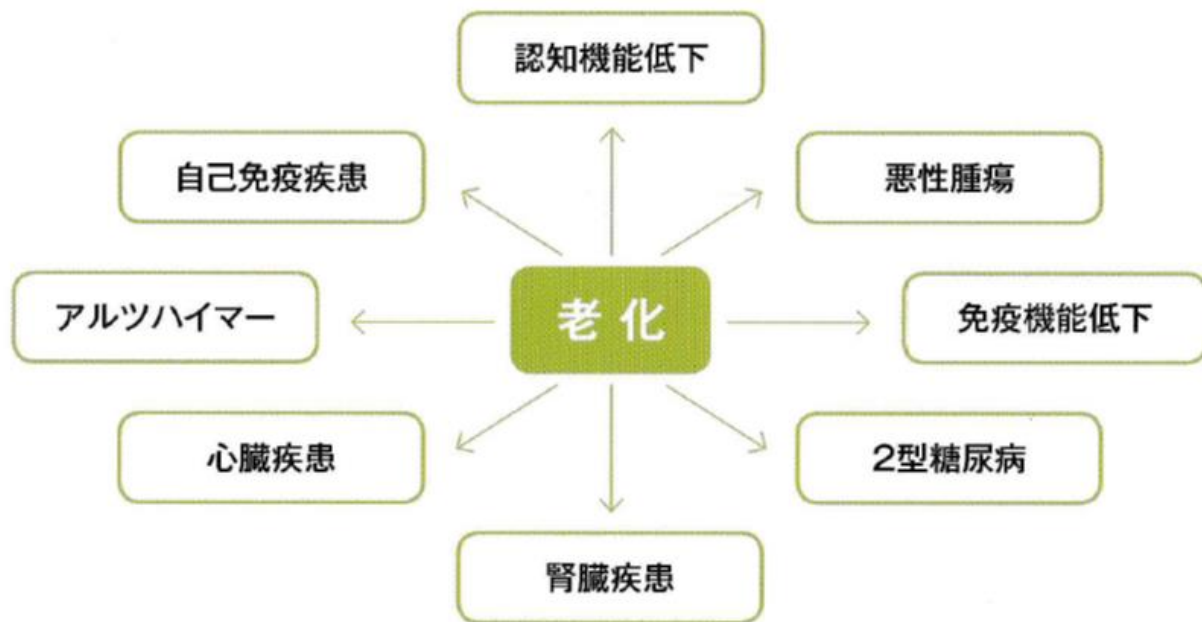 認知機能低下
自己免疫疾患
悪性腫瘍
アルツハイマー
老化
免疫機能低下
心臓疾患
2型糖尿病
腎臓疾患